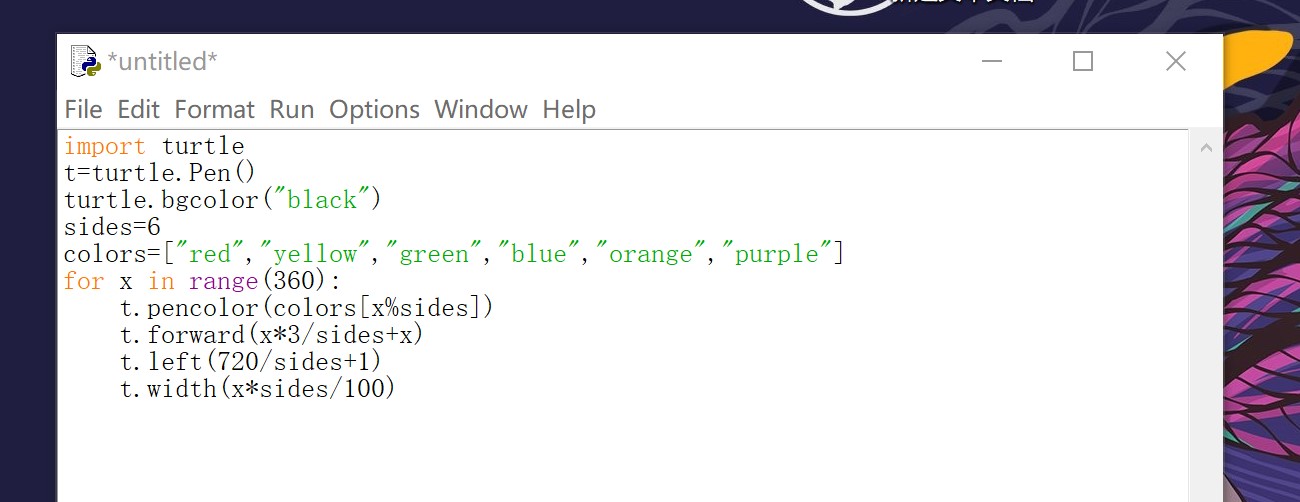 *untitled*
File Edit Format Run Options Window Help
import turtle
t=turtle.Pen()
turtle.bgcolor("black")
sides=6
colors=["red","yellow","green","blue","orange","purple"]
for x in range(360):
    t.pencolor(colors[x%sides])
    t.forward(x*3/sides+x)
    t.left(720/sides+1)
    t.width(x*sides/100)